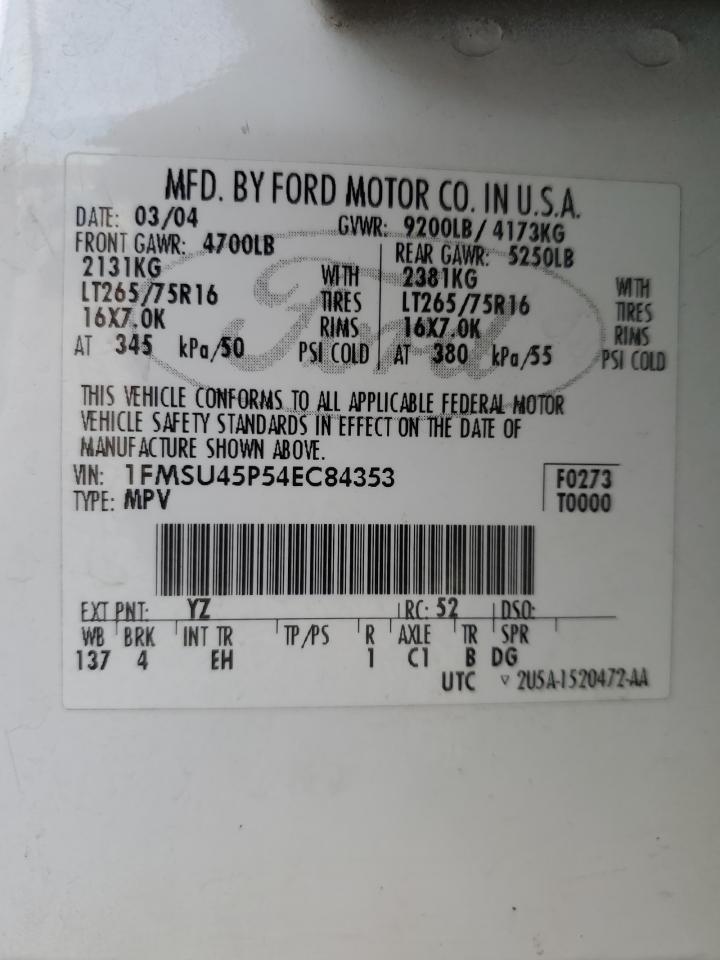 MFD. BY FORD MOTOR CO. IN U.S.A.
DATE: 03/04 GVWR: 9200LB/ 4173KG
FRONT GAWR: 4700LB REAR GAWR: 5250LB
2131KG WITH 2381KG WITH
LT265/75R16 TIRES LT265/75R16 TIRES
16X7.0K RIMS 16X7.0K RIMS
AT 345 kPa/50 PSI COLD AT 380 kPa/55 PSI COLD
Ford
THIS VEHICLE CONFORMS TO ALL APPLICABLE FEDERAL MOTOR
VEHICLE SAFETY STANDARDS IN EFFECT ON THE DATE OF
MANUFACTURE SHOWN ABOVE.
VIN: 1FMSU45P54EC84353 F0273
TYPE: MPV T0000
EXT PNT: YZ RC: 52 DSO:
WB BRK INT TR TP/PS R AXLE TR SPR
137 4 EH 1 C1 B DG
UTC ▽ 2U5A-1520472-AA